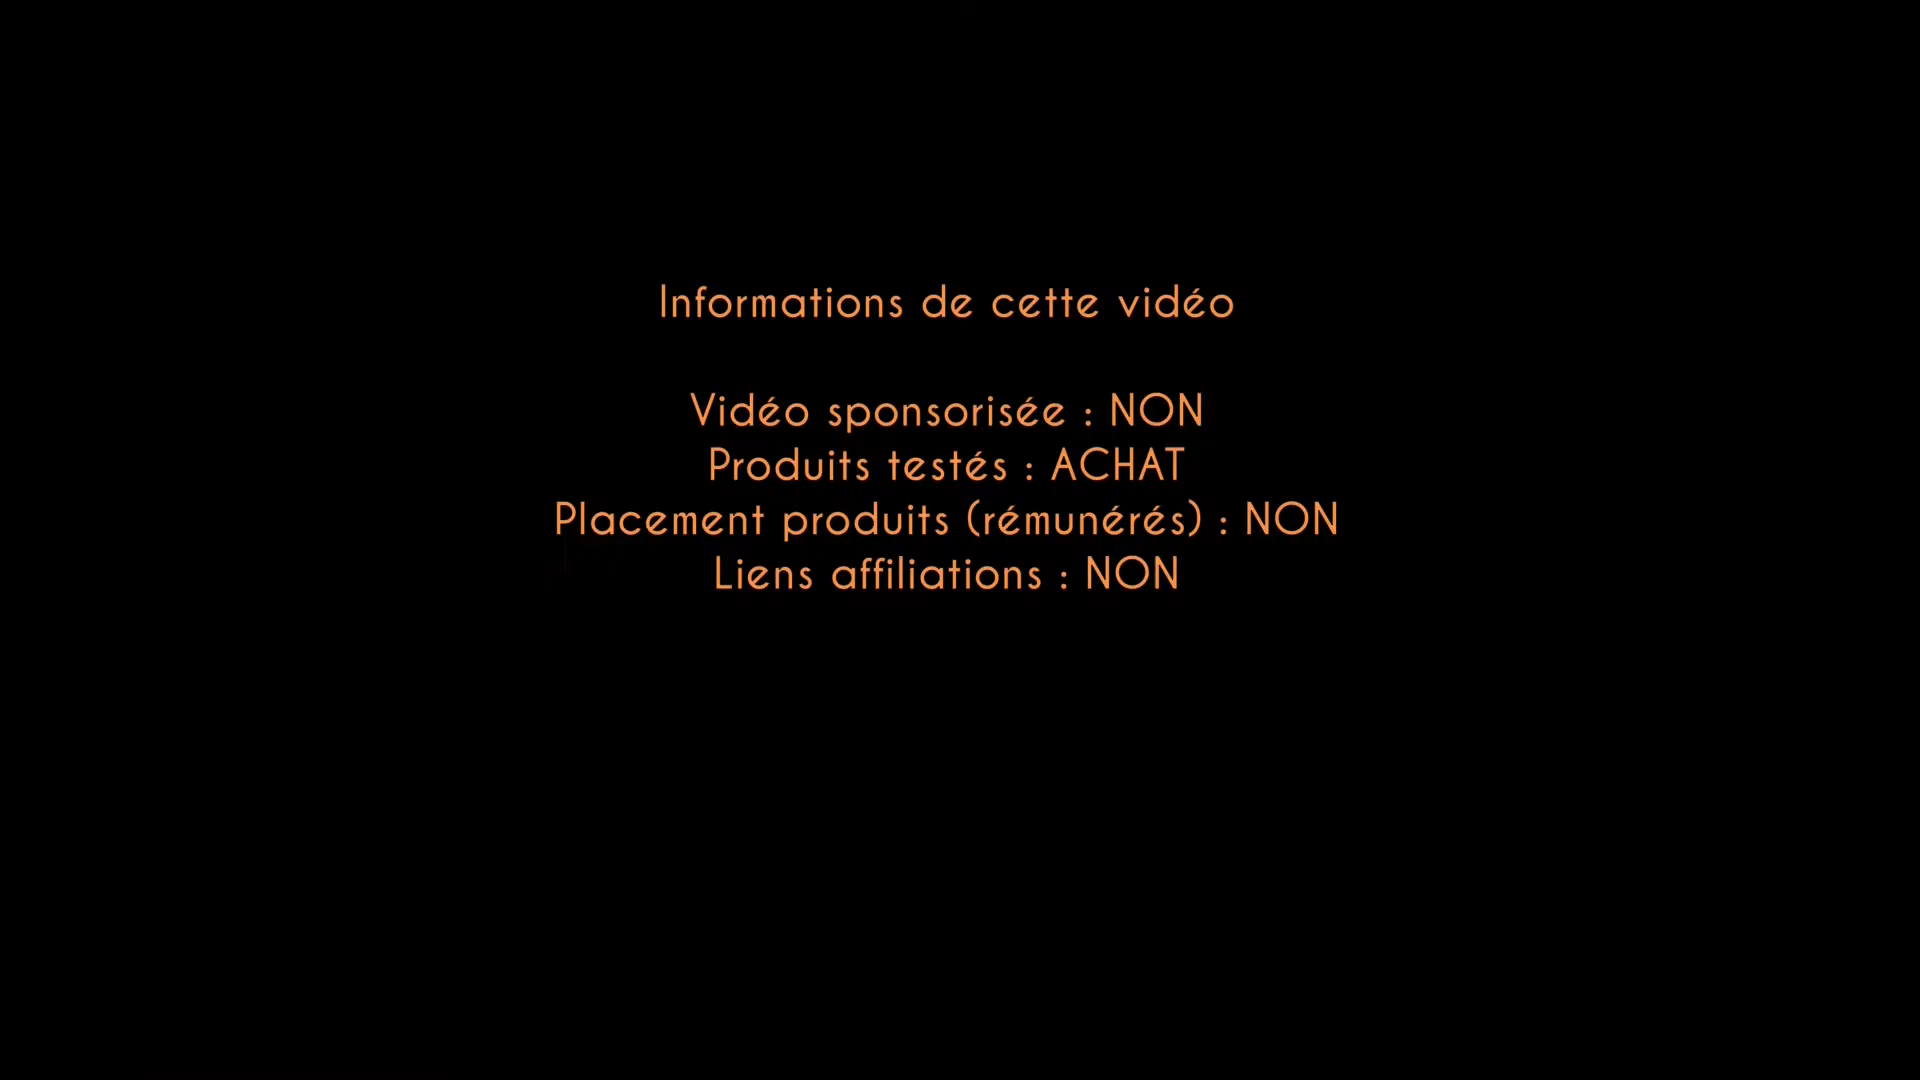 Informations de cette vidéo
Vidéo sponsorisée : NON
Produits testés : ACHAT
Placement produits (rémunérés) : NON
Liens affiliations : NON